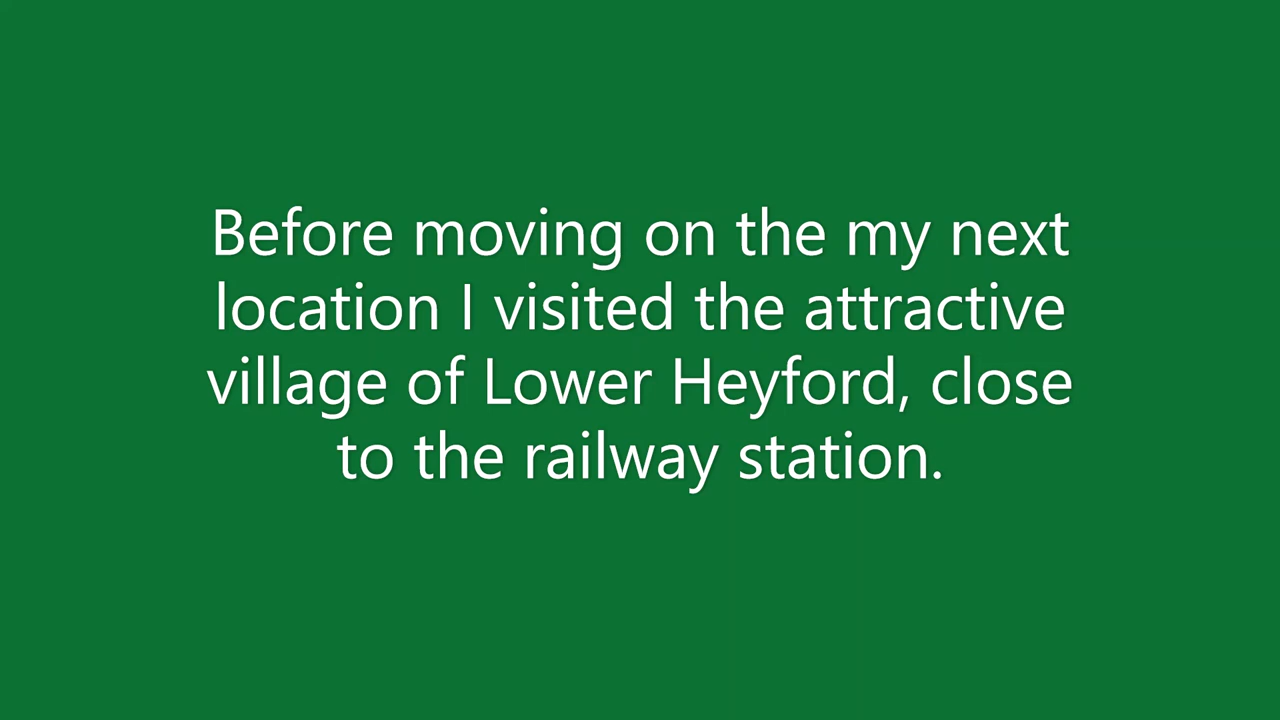 Before moving on the my next
location I visited the attractive
village of Lower Heyford, close
to the railway station.